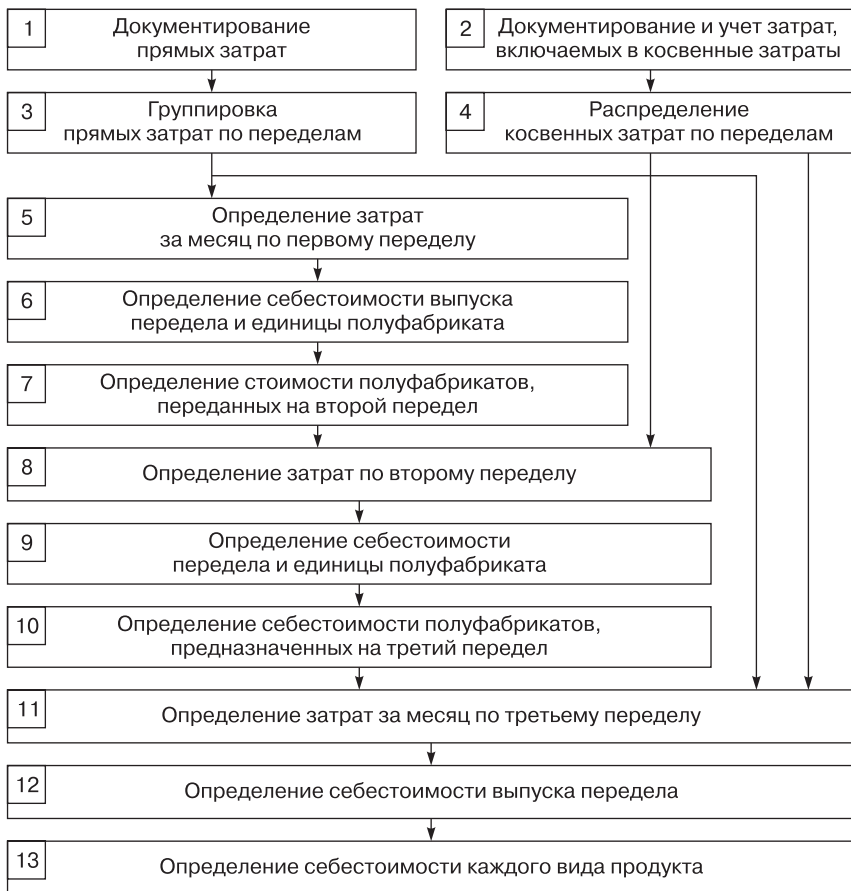 1
Документирование
прямых затрат
2
Документирование и учет затрат,
включаемых в косвенные затраты
3
Группировка
прямых затрат по переделам
4
Распределение
косвенных затрат по переделам
5
Определение затрат
за месяц по первому переделу
6
Определение себестоимости выпуска
передела и единицы полуфабриката
7
Определение стоимости полуфабрикатов,
переданных на второй передел
8
Определение затрат по второму переделу
9
Определение себестоимости
передела и единицы полуфабриката
10
Определение себестоимости полуфабрикатов,
предназначенных на третий передел
11
Определение затрат за месяц по третьему переделу
12
Определение себестоимости выпуска передела
13
Определение себестоимости каждого вида продукта